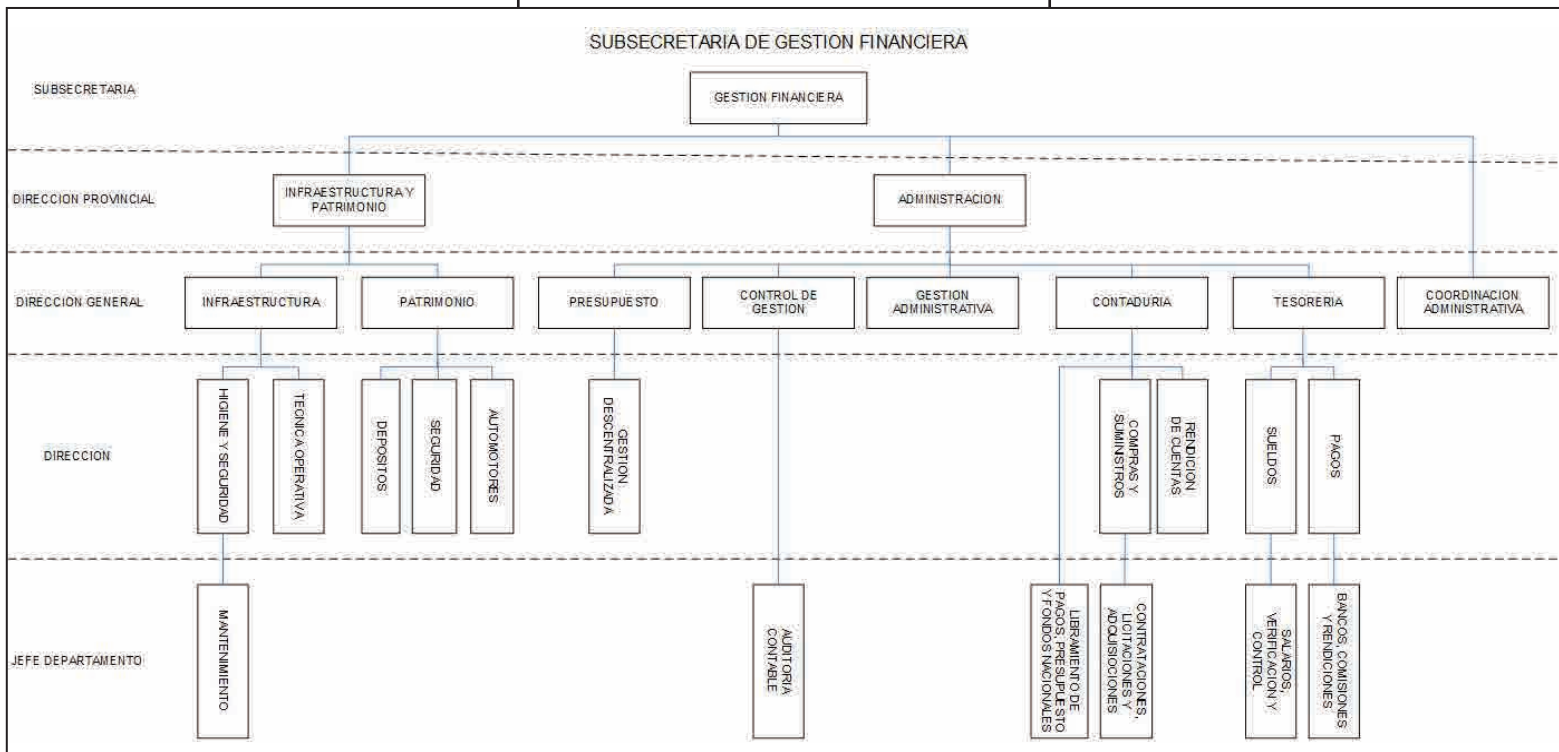 SUBSECRETARIA DE GESTION FINANCIERA
SUBSECRETARIA
GESTION FINANCIERA
DIRECCION PROVINCIAL
INFRAESTRUCTURA Y
PATRIMONIO
ADMINISTRACION
DIRECCION GENERAL
INFRAESTRUCTURA
PATRIMONIO
PRESUPUESTO
CONTROL DE
GESTION
GESTION
ADMINISTRATIVA
CONTADURIA
TESORERIA
COORDINACION
ADMINISTRATIVA
DIRECCION
HIGIENE Y SEGURIDAD
TECNICA OPERATIVA
DEPOSITOS
SEGURIDAD
AUTOMOTORES
GESTION
DESCENTRALIZADA
COMPRAS Y
SUMINISTROS
RENDICION
DE CUENTAS
SUELDOS
PAGOS
JEFE DEPARTAMENTO
MANTENIMIENTO
AUDITORIA
CONTABLE
LIBRAMIENTO DE
PAGOS, PRESUPUESTO
Y FONDOS NACIONALES
CONTRATACIONES,
LICITACIONES Y
ADQUISIOCIONES
SALARIOS,
VERIFICACION Y
CONTROL
BANCOS, COMISIONES
Y RENDICIONES